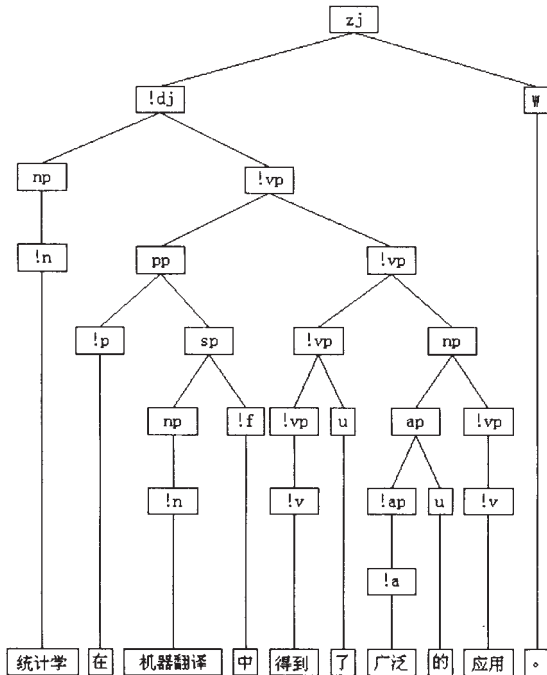 zj
!dj W
np !vp
!n pp !vp
!p sp !vp np
np !f !vp u ap !vp
!n !v !ap u !v
!a
统计学 在 机器翻译 中 得到 了 广泛 的 应用 。